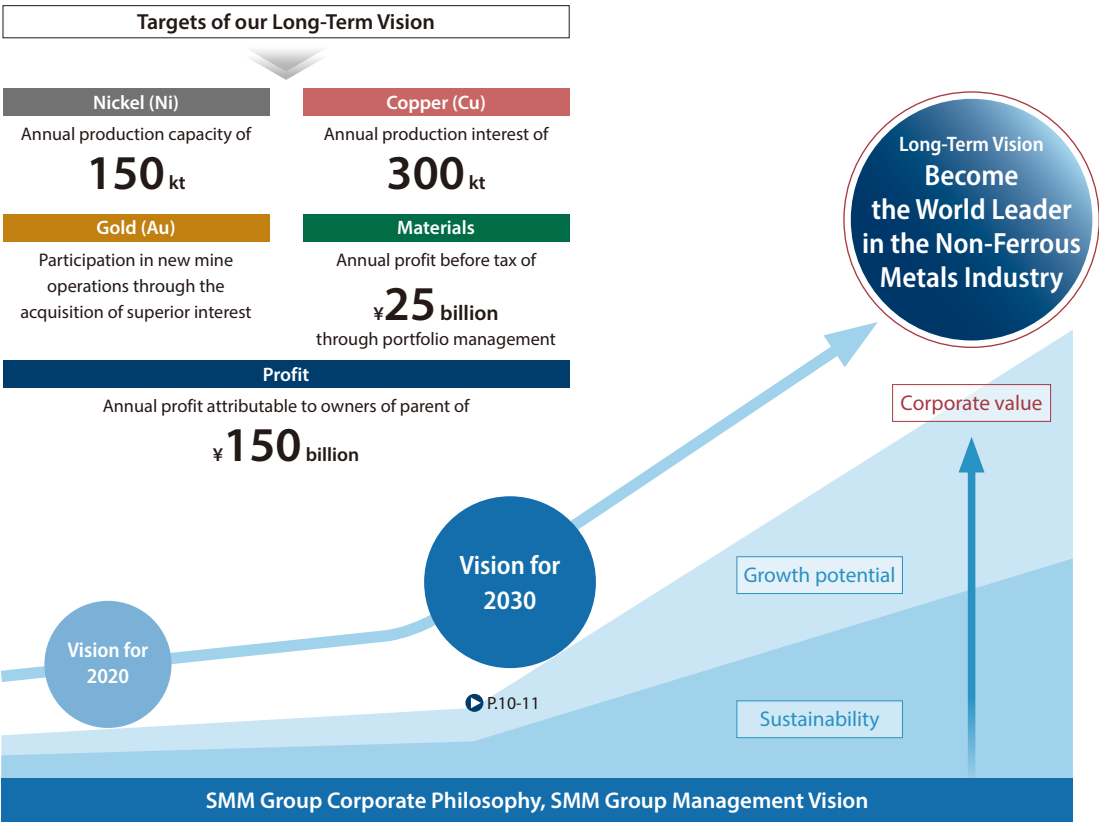 Targets of our Long-Term Vision
Nickel (Ni)
Annual production capacity of
150 kt
Copper (Cu)
Annual production interest of
300 kt
Gold (Au)
Participation in new mine
operations through the
acquisition of superior interest
Materials
Annual profit before tax of
¥25 billion
through portfolio management
Profit
Annual profit attributable to owners of parent of
¥150 billion
Long-Term Vision
Become
the World Leader
in the Non-Ferrous
Metals Industry
Corporate value
Vision for
2030
Growth potential
Vision for
2020
P.10-11
Sustainability
SMM Group Corporate Philosophy, SMM Group Management Vision